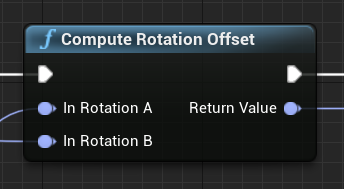 f Compute Rotation Offset
In Rotation A Return Value
In Rotation B